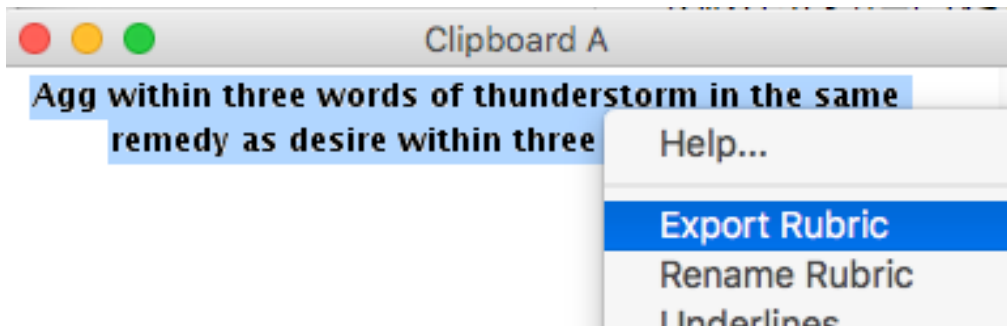 Clipboard A
Agg within three words of thunderstorm in the same
remedy as desire within three
Help...
Export Rubric
Rename Rubric
Underlines